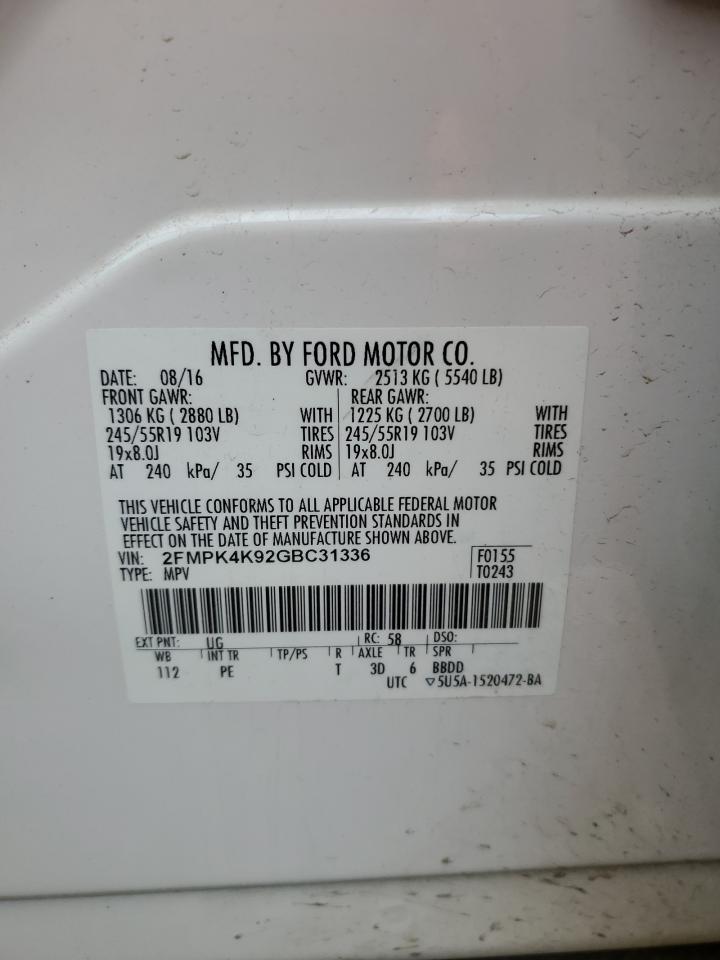 MFD. BY FORD MOTOR CO.
DATE: 08/16 GVWR: 2513 KG ( 5540 LB)
FRONT GAWR: REAR GAWR:
1306 KG ( 2880 LB) WITH 1225 KG ( 2700 LB) WITH
245/55R19 103V TIRES 245/55R19 103V TIRES
19x8.0J RIMS 19x8.0J RIMS
AT 240 kPa/ 35 PSI COLD AT 240 kPa/ 35 PSI COLD
THIS VEHICLE CONFORMS TO ALL APPLICABLE FEDERAL MOTOR
VEHICLE SAFETY AND THEFT PREVENTION STANDARDS IN
EFFECT ON THE DATE OF MANUFACTURE SHOWN ABOVE.
VIN: 2FMPK4K92GBC31336 F0155
TYPE: MPV T0243
EXT PNT: UG RC: 58 DSO:
WB INT TR TP/PS R AXLE TR SPR
112 PE T 3D 6 BBDD
UTC ▽5U5A-1520472-BA